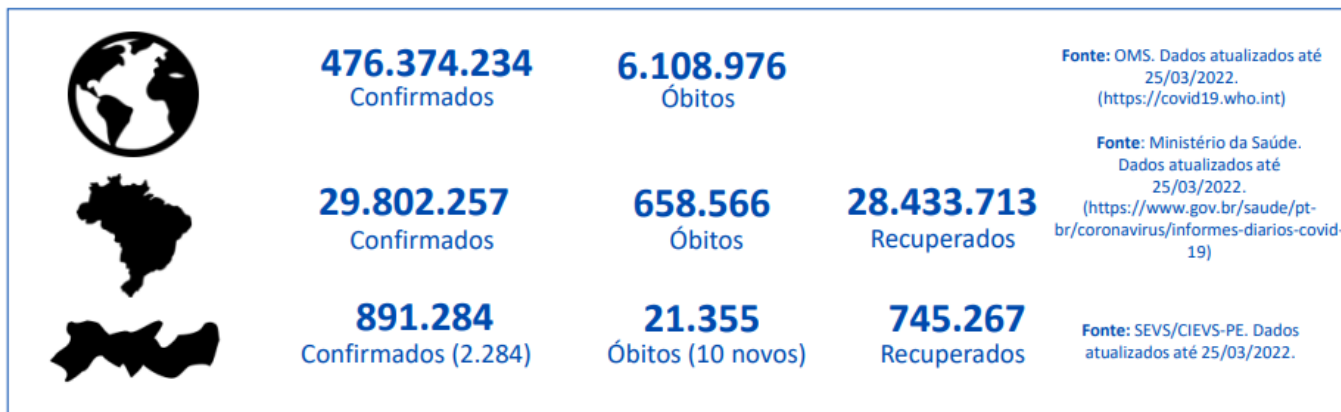 476.374.234
Confirmados
6.108.976
Óbitos
Fonte: OMS. Dados atualizados até
25/03/2022.
(https://covid19.who.int)
29.802.257
Confirmados
658.566
Óbitos
28.433.713
Recuperados
Fonte: Ministério da Saúde.
Dados atualizados até
25/03/2022.
(https://www.gov.br/saude/pt-
br/coronavirus/informes-diarios-covid-
19)
891.284
Confirmados (2.284)
21.355
Óbitos (10 novos)
745.267
Recuperados
Fonte: SEVS/CIEVS-PE. Dados
atualizados até 25/03/2022.